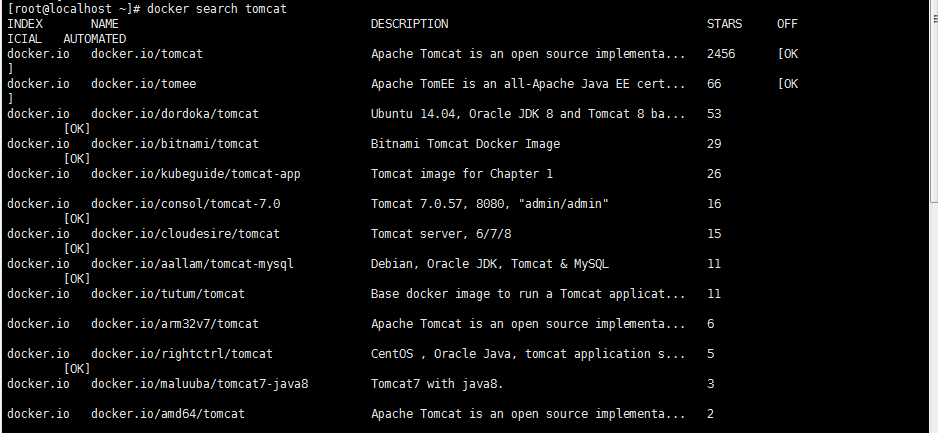 [root@localhost ~]# docker search tomcat
INDEX       NAME                                    DESCRIPTION                                     STARS     OFF
ICIAL   AUTOMATED
docker.io   docker.io/tomcat                        Apache Tomcat is an open source implementa...   2456      [OK
]
docker.io   docker.io/tomee                         Apache TomEE is an all-Apache Java EE cert...   66        [OK
]
docker.io   docker.io/dordoka/tomcat                Ubuntu 14.04, Oracle JDK 8 and Tomcat 8 ba...   53
        [OK]
docker.io   docker.io/bitnami/tomcat                Bitnami Tomcat Docker Image                     29
        [OK]
docker.io   docker.io/kubeguide/tomcat-app          Tomcat image for Chapter 1                      26
docker.io   docker.io/consol/tomcat-7.0             Tomcat 7.0.57, 8080, "admin/admin"              16
        [OK]
docker.io   docker.io/cloudesire/tomcat             Tomcat server, 6/7/8                            15
        [OK]
docker.io   docker.io/aallam/tomcat-mysql           Debian, Oracle JDK, Tomcat & MySQL              11
        [OK]
docker.io   docker.io/tutum/tomcat                  Base docker image to run a Tomcat applicat...   11
docker.io   docker.io/arm32v7/tomcat                Apache Tomcat is an open source implementa...   6
docker.io   docker.io/rightctrl/tomcat              CentOS , Oracle Java, tomcat application s...   5
        [OK]
docker.io   docker.io/maluuba/tomcat7-java8         Tomcat7 with java8.                             3
docker.io   docker.io/amd64/tomcat                  Apache Tomcat is an open source implementa...   2